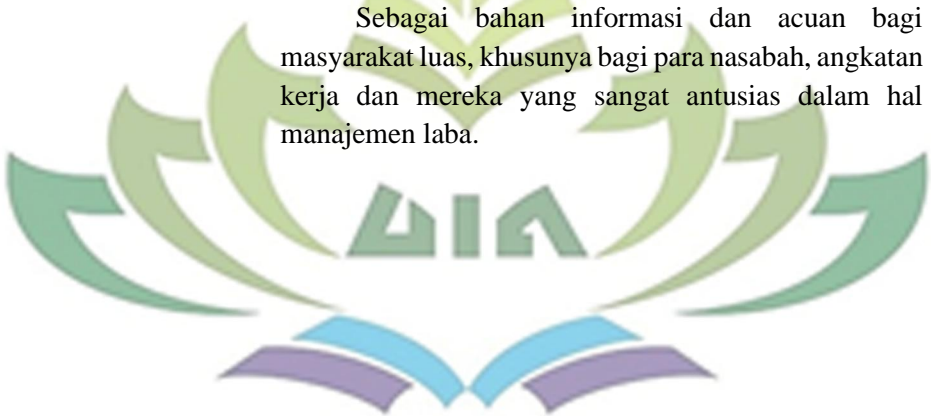 Sebagai bahan informasi dan acuan bagi
masyarakat luas, khusunya bagi para nasabah, angkatan
kerja dan mereka yang sangat antusias dalam hal
manajemen laba.
UIN